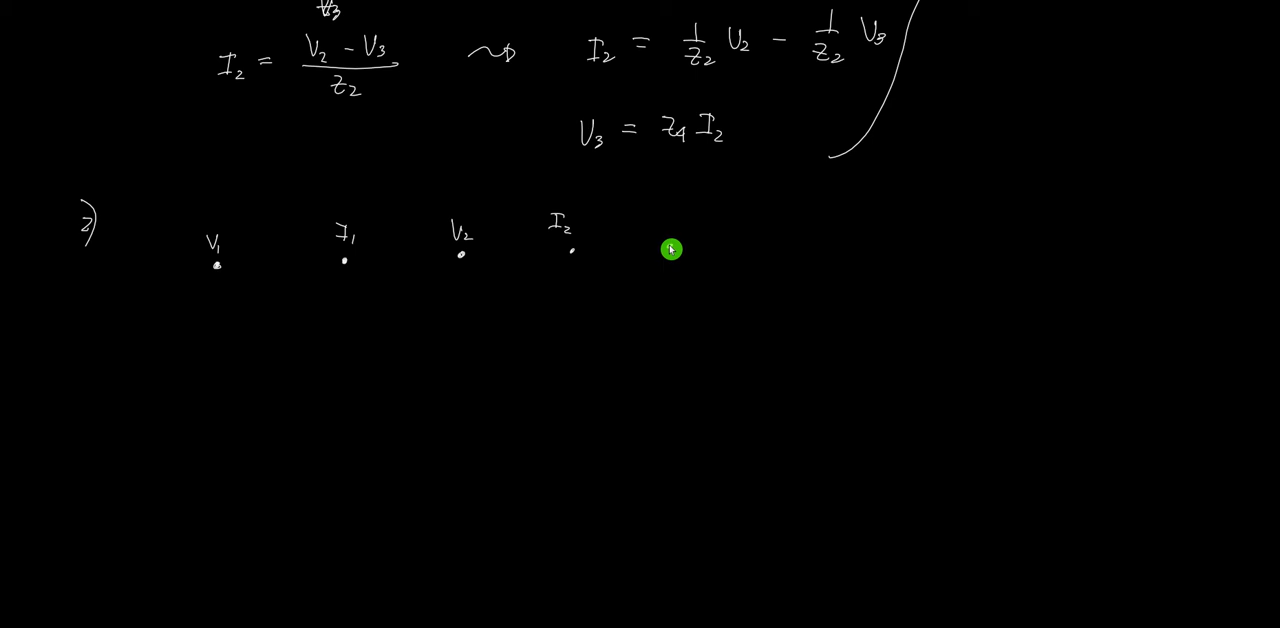 V3
I2 = (V2 - V3) / Z2 ⇝ I2 = 1/Z2 V2 - 1/Z2 V3
V3 = Z4 I2
2)
V1 I1 V2 I2